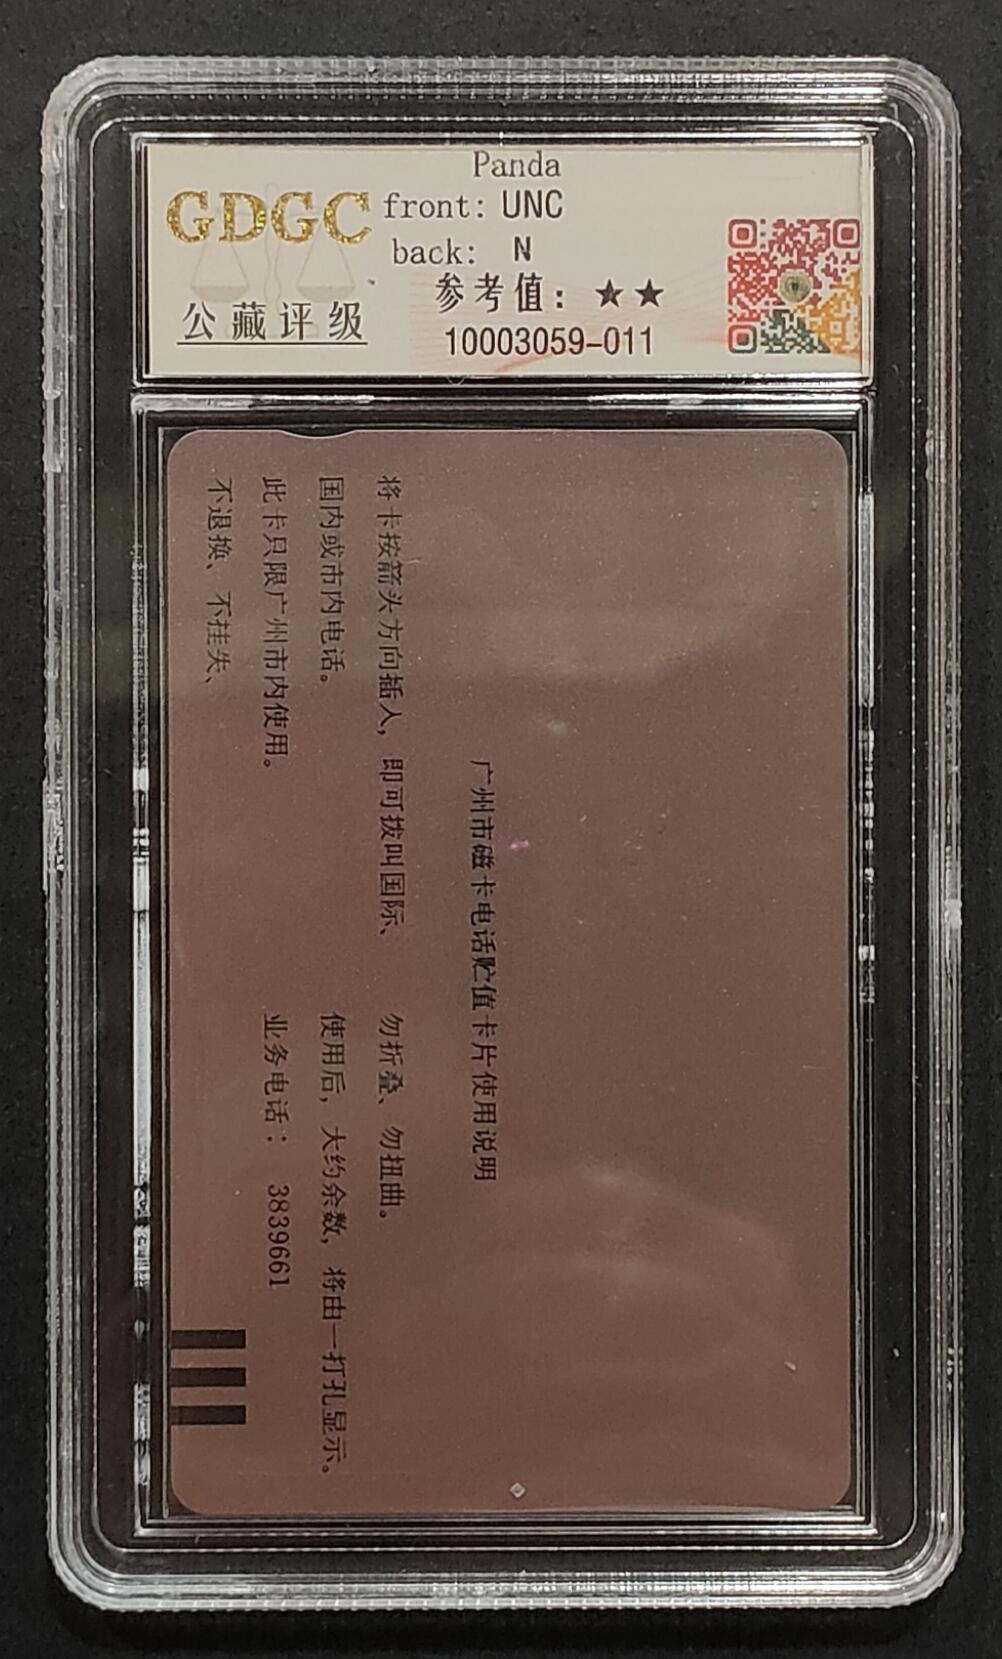 Panda
GDGC
front: UNC
back: N
公藏评级
参考值: ★★
10003059-011
广州市磁卡电话贮值卡片使用说明
将卡按箭头方向插入，即可拨叫国际、
国内或市内电话。
此卡只限广州市内使用。
不退换、不挂失、
勿折叠、勿扭曲。
使用后，大约余数，将由一打孔显示。
业务电话： 3839661